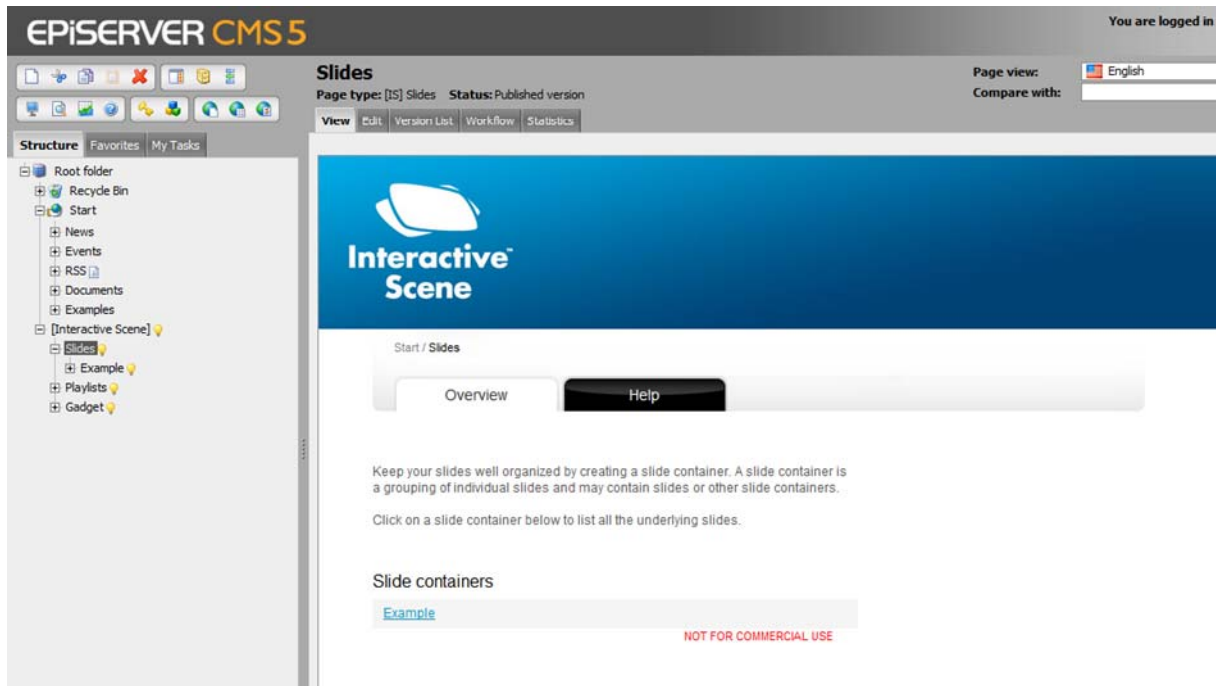 EPiSERVER CMS 5
You are logged in
Slides
Page type: [IS] Slides Status: Published version
Page view: English
Compare with:
View Edit Version List Workflow Statistics
Structure Favorites My Tasks
Root folder
Recycle Bin
Start
News
Events
RSS
Documents
Examples
[Interactive Scene]
Slides
Example
Playlists
Gadget
Interactive™
Scene
Start / Slides
Overview Help
Keep your slides well organized by creating a slide container. A slide container is
a grouping of individual slides and may contain slides or other slide containers.
Click on a slide container below to list all the underlying slides.
Slide containers
Example
NOT FOR COMMERCIAL USE